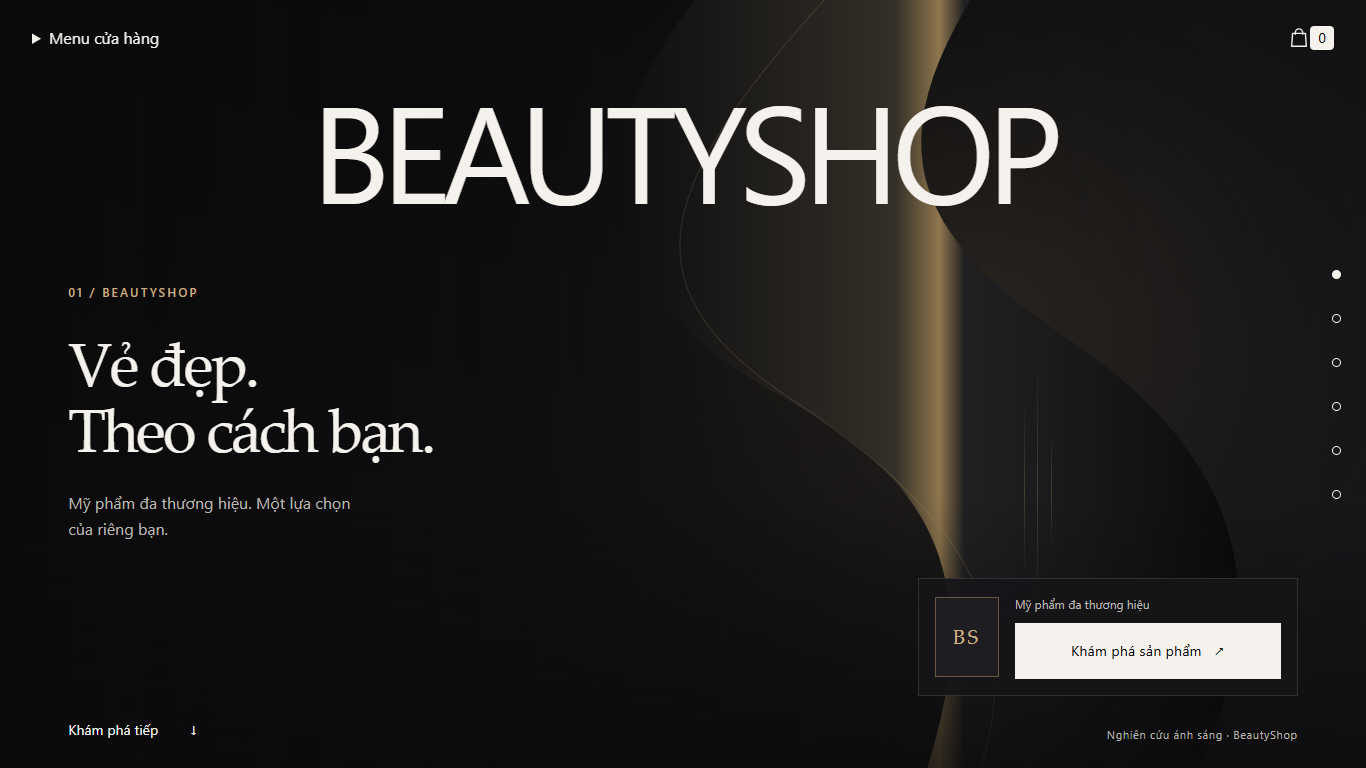 Menu cửa hàng
0
BEAUTYSHOP
01 / BEAUTYSHOP
Vẻ đẹp.
Theo cách bạn.
Mỹ phẩm đa thương hiệu. Một lựa chọn
của riêng bạn.
BS
Mỹ phẩm đa thương hiệu
Khám phá sản phẩm ↗
Khám phá tiếp ↓
Nghiên cứu ánh sáng · BeautyShop